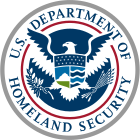 U.S. DEPARTMENT OF
HOMELAND SECURITY